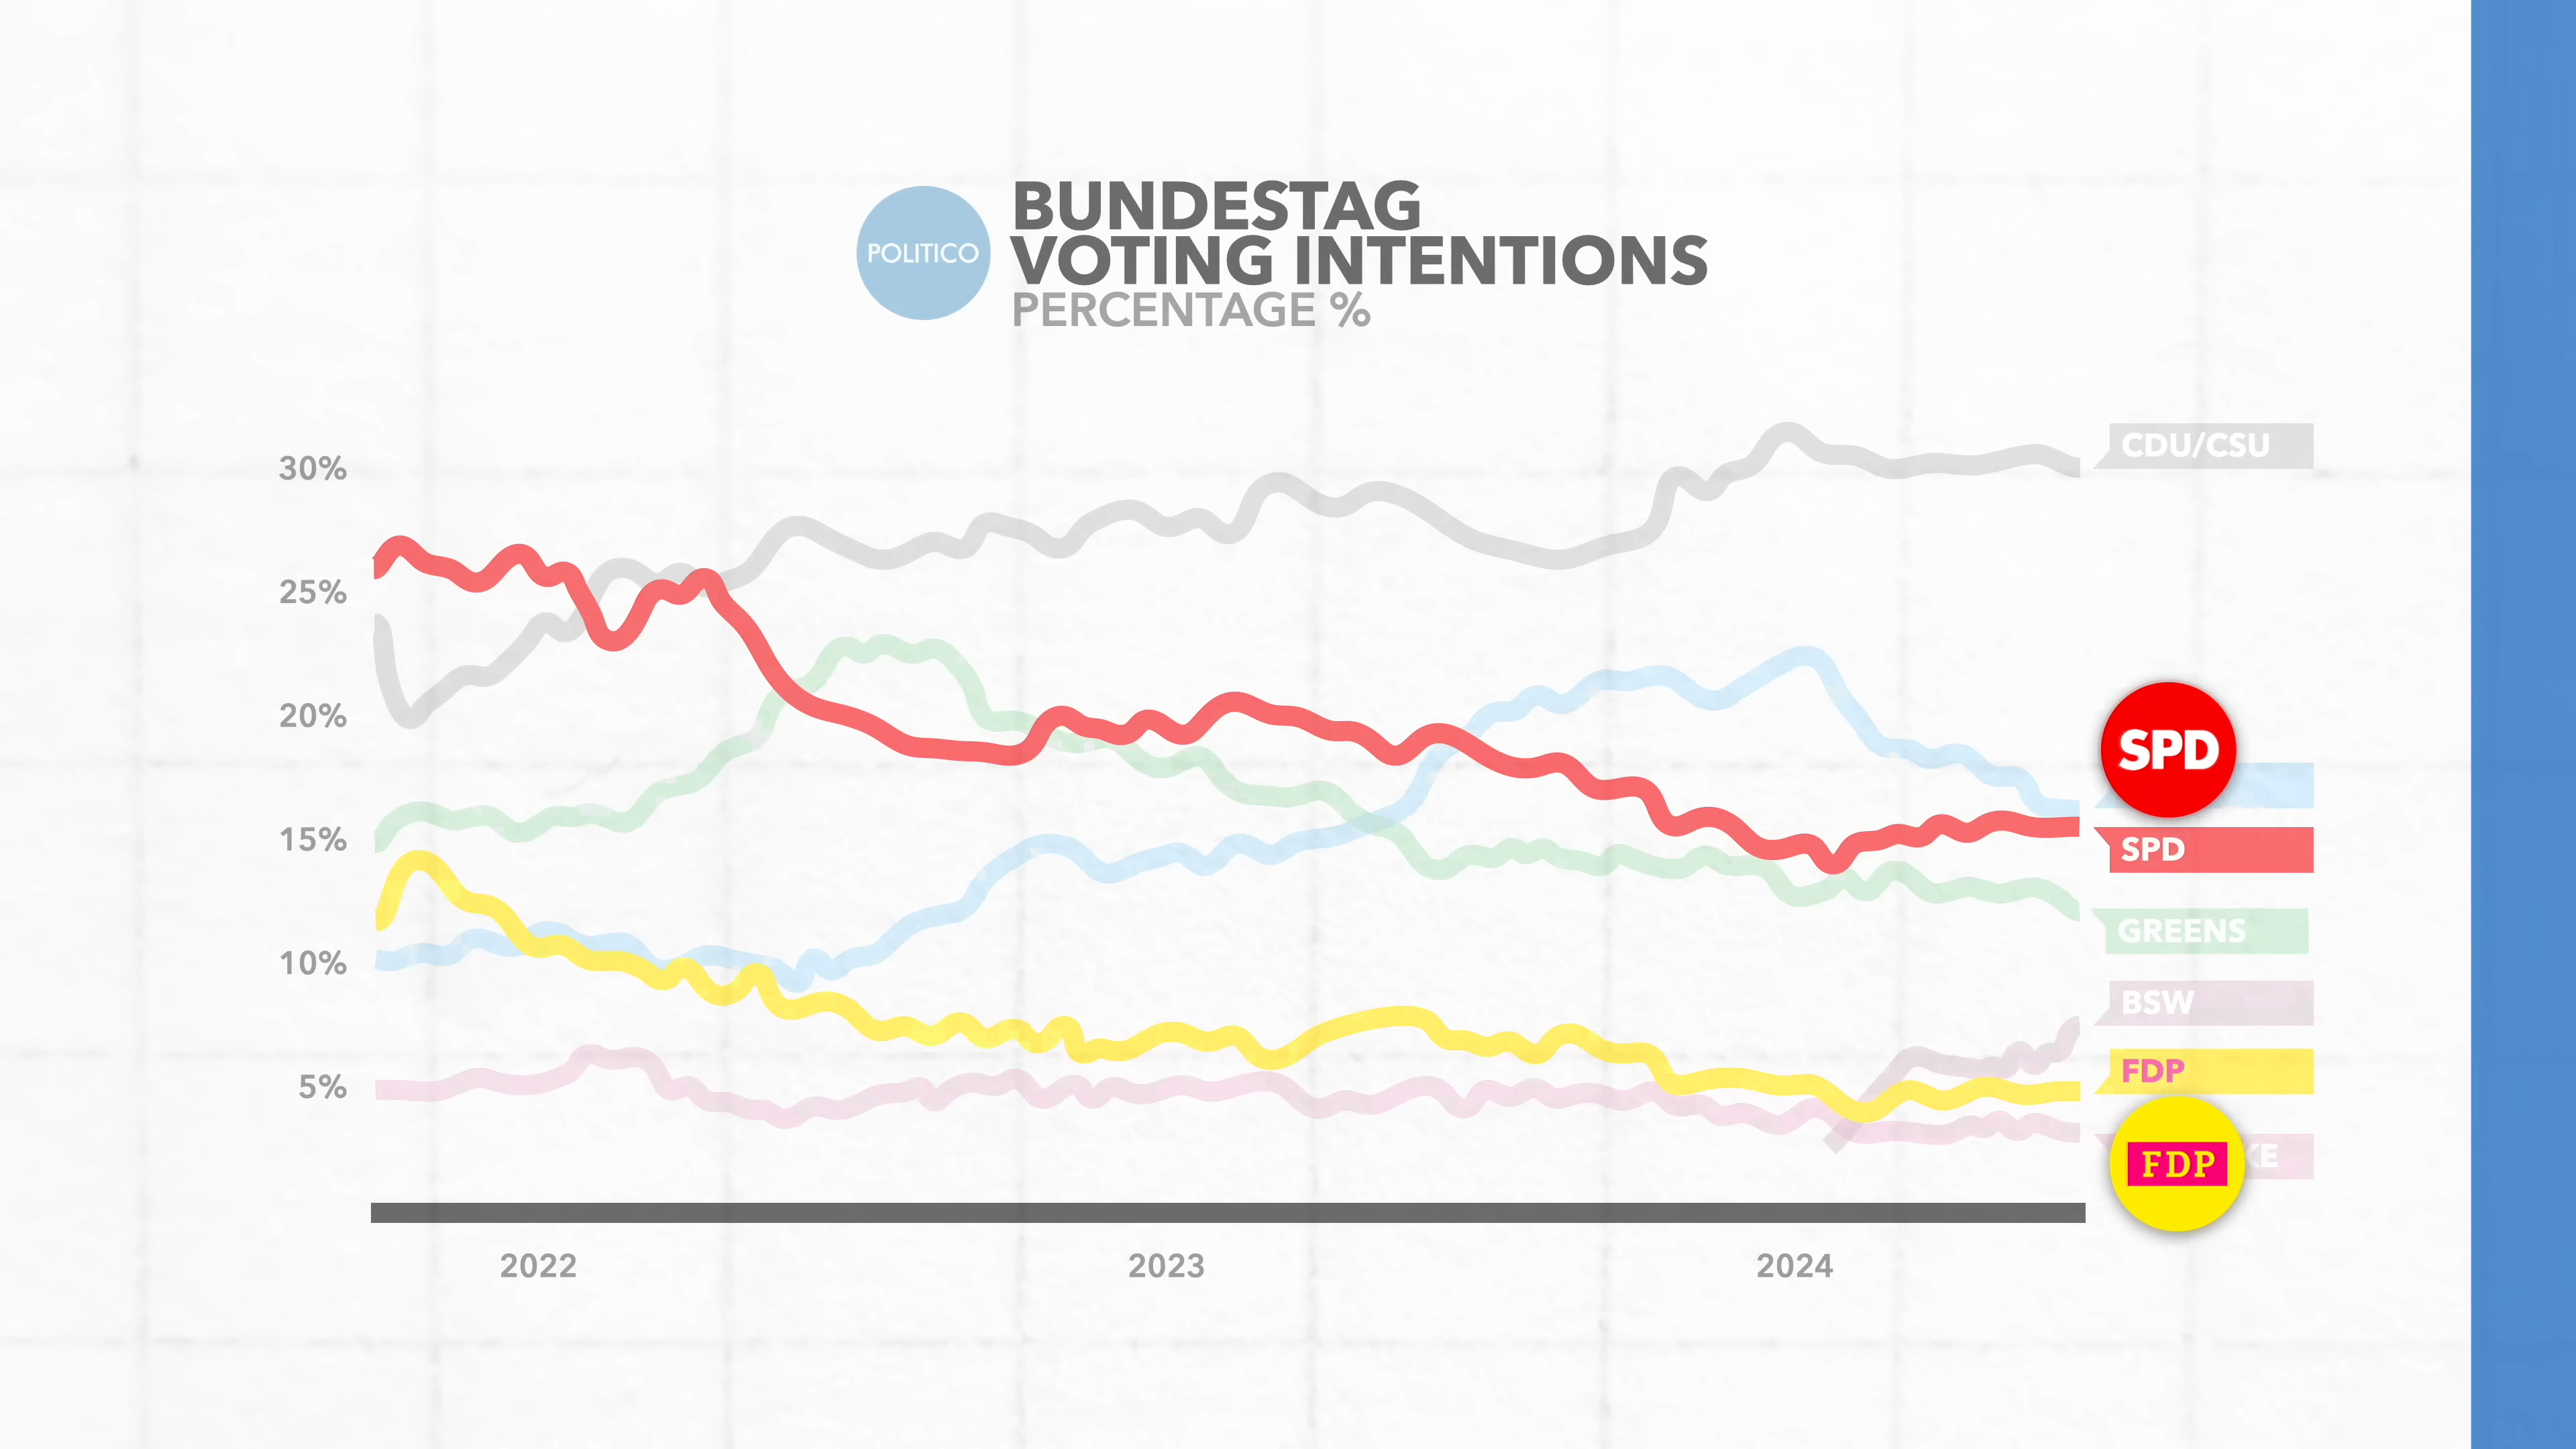 POLITICO
BUNDESTAG
VOTING INTENTIONS
PERCENTAGE %
30%
25%
20%
15%
10%
5%
CDU/CSU
SPD
SPD
GREENS
BSW
FDP
FDP
KE
2022
2023
2024